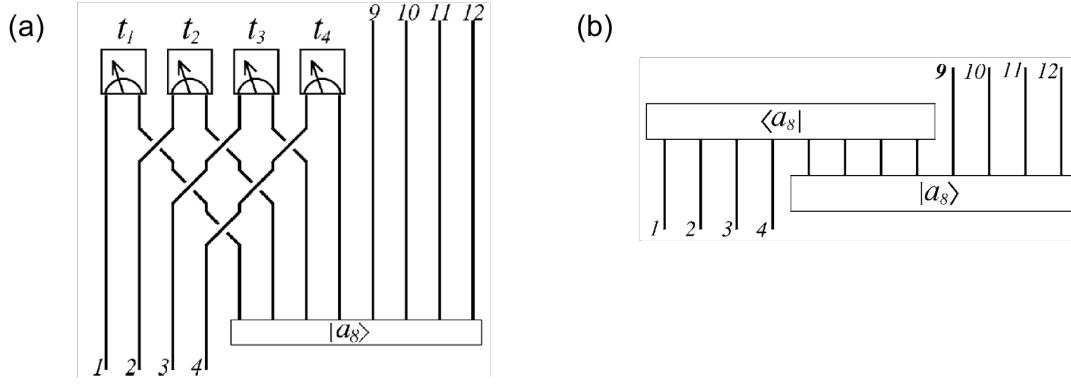 (a)
t₁ t₂ t₃ t₄ 9 10 11 12
|a₈⟩
1 2 3 4
(b)
9 10 11 12
⟨a₈|
|a₈⟩
1 2 3 4